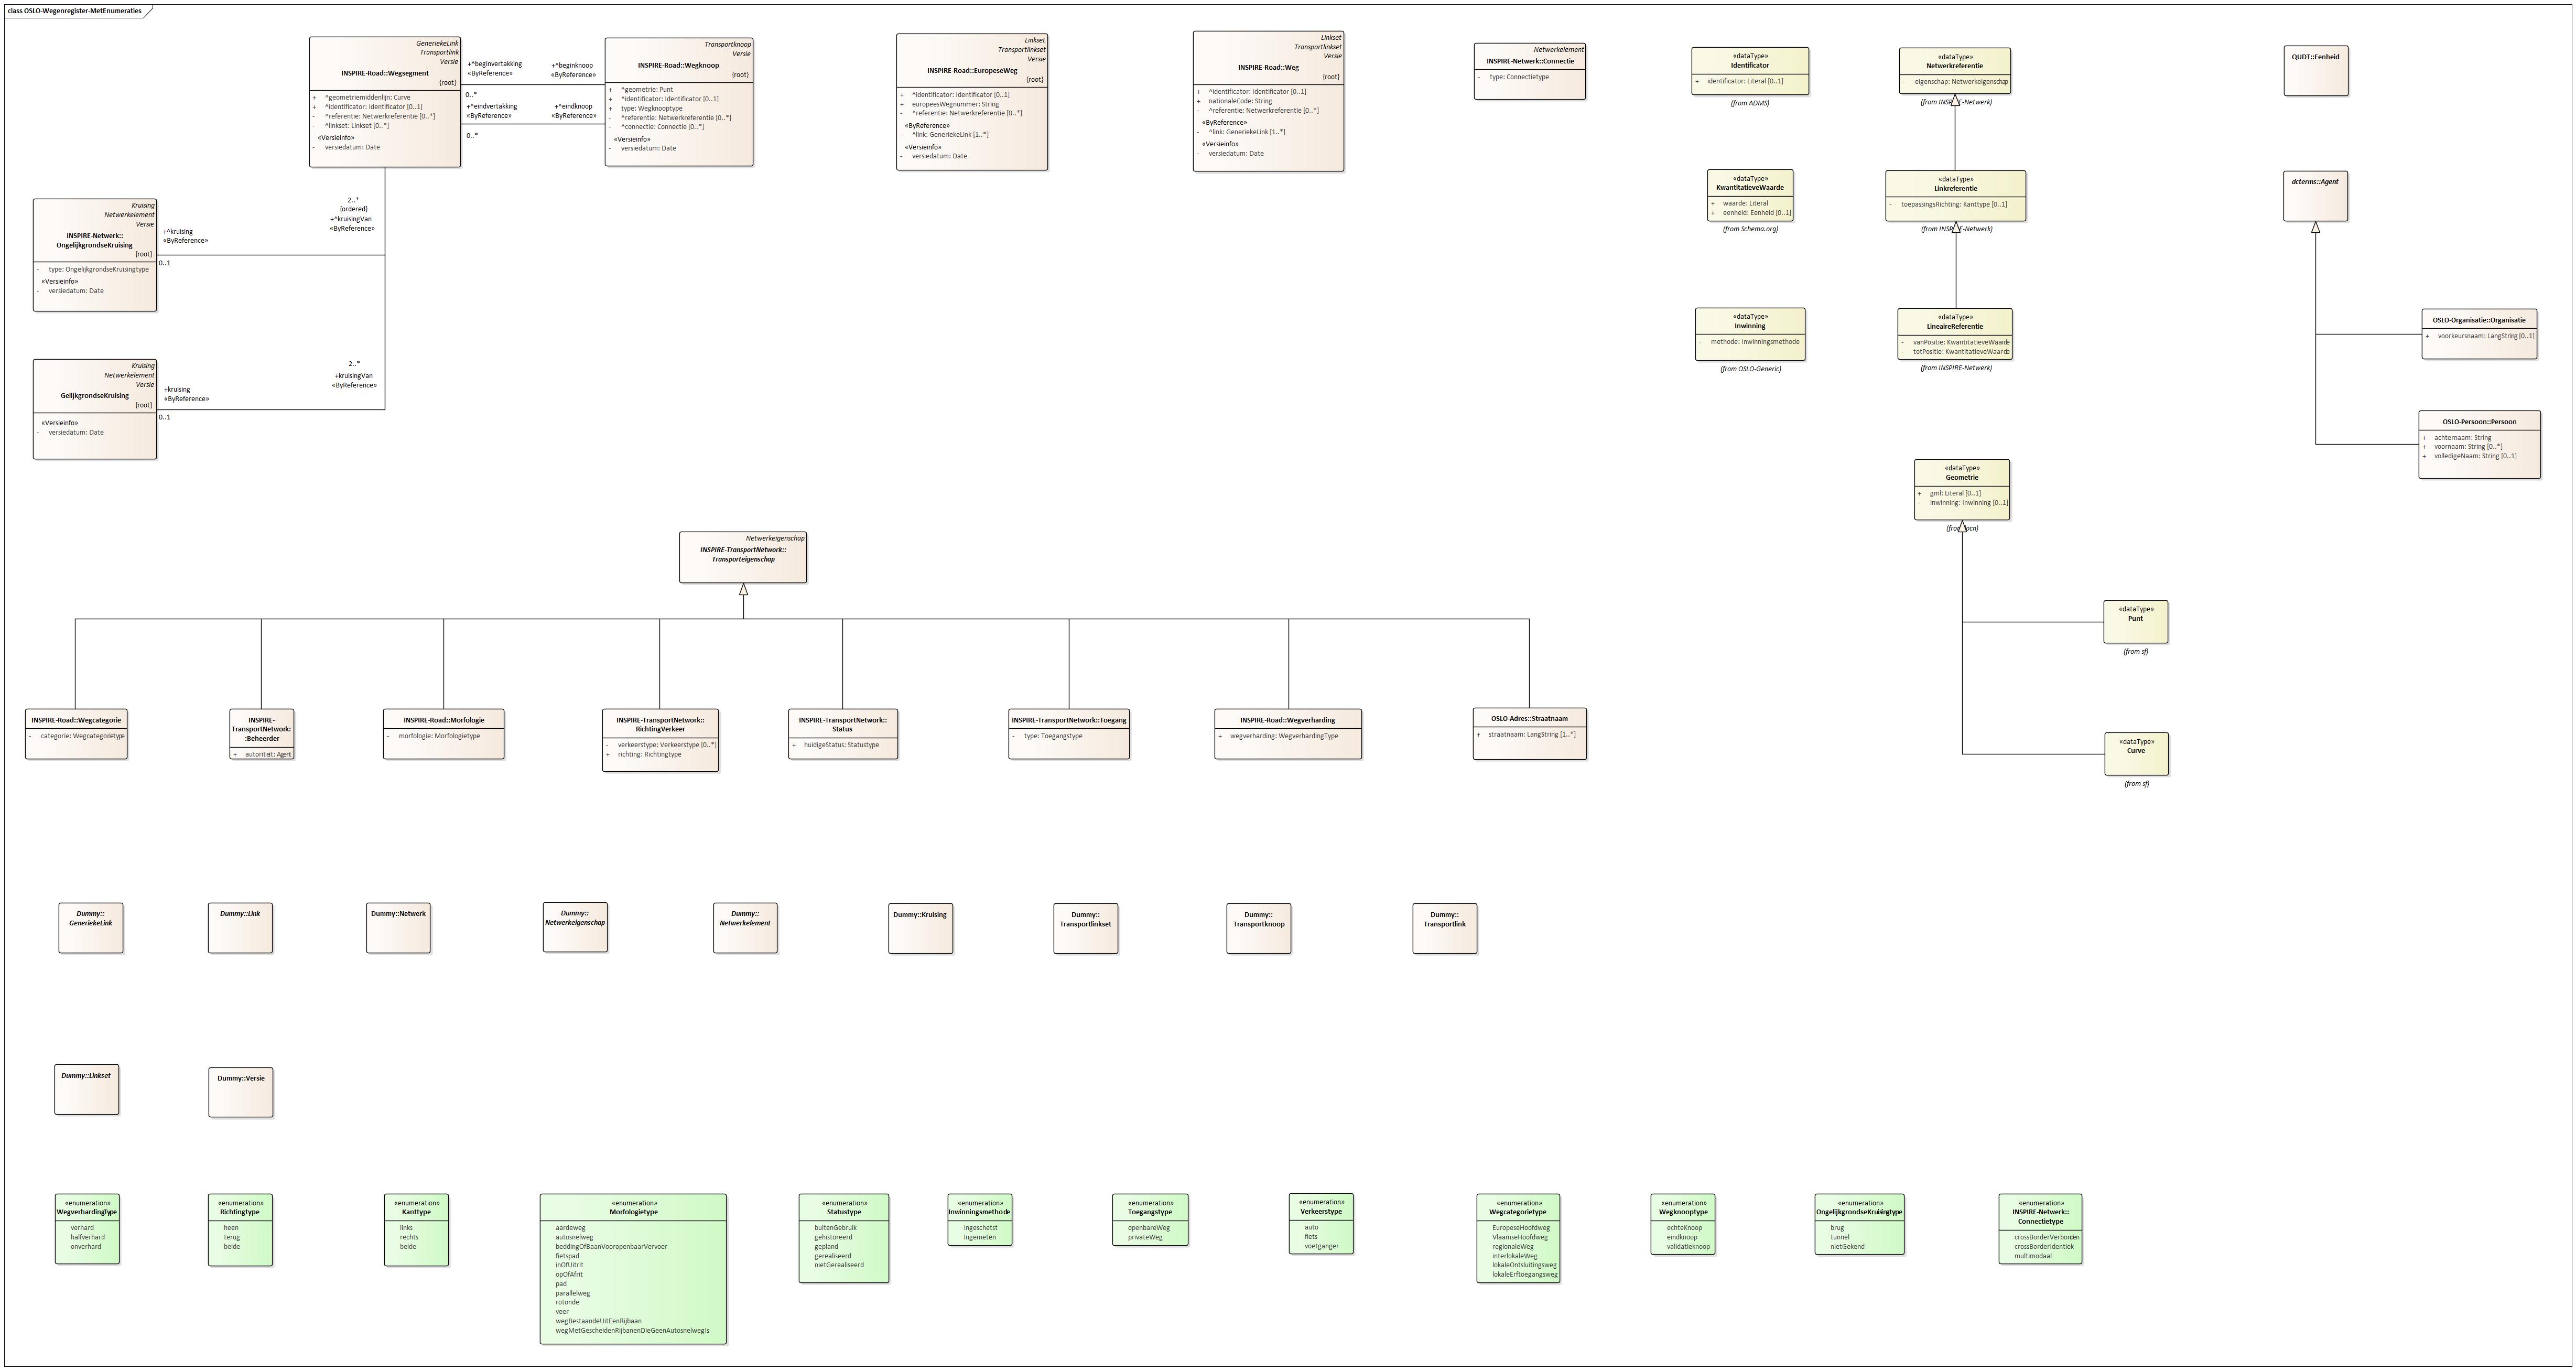 class OSLO-Wegenregister-MetEnumeraties
GeneriekeLink
Transportlink
Versie
INSPIRE-Road::Wegsegment
{root}
+ ^geometriemiddenlijn: Curve
+ ^identificator: Identificator [0..1]
- ^referentie: Netwerkreferentie [0..*]
- ^linkset: Linkset [0..*]
«Versieinfo»
- versiedatum: Date
+^beginvertakking
«ByReference»
0..*
+^beginknoop
«ByReference»
+^eindvertakking
«ByReference»
0..*
+^eindknoop
«ByReference»
Transportknoop
Versie
INSPIRE-Road::Wegknoop
{root}
+ ^geometrie: Punt
+ ^identificator: Identificator [0..1]
+ type: Wegknooptype
- ^referentie: Netwerkreferentie [0..*]
- ^connectie: Connectie [0..*]
«Versieinfo»
- versiedatum: Date
Linkset
Transportlinkset
Versie
INSPIRE-Road::EuropeseWeg
{root}
+ ^identificator: Identificator [0..1]
+ europeesWegnummer: String
- ^referentie: Netwerkreferentie [0..*]
«ByReference»
- ^link: GeneriekeLink [1..*]
«Versieinfo»
- versiedatum: Date
Linkset
Transportlinkset
Versie
INSPIRE-Road::Weg
{root}
+ ^identificator: Identificator [0..1]
+ nationaleCode: String
- ^referentie: Netwerkreferentie [0..*]
«ByReference»
- ^link: GeneriekeLink [1..*]
«Versieinfo»
- versiedatum: Date
Netwerkelement
INSPIRE-Netwerk::Connectie
- type: Connectietype
«dataType»
Identificator
+ identificator: Literal [0..1]
(from ADMS)
«dataType»
Netwerkreferentie
- eigenschap: Netwerkeigenschap
(from INSPIRE-Netwerk)
QUDT::Eenheid
Kruising
Netwerkelement
Versie
INSPIRE-Netwerk::
OngelijkgrondseKruising
{root}
- type: OngelijkgrondseKruisingtype
«Versieinfo»
- versiedatum: Date
+^kruising
«ByReference»
0..1
2..*
{ordered}
+^kruisingVan
«ByReference»
«dataType»
KwantitatieveWaarde
+ waarde: Literal
+ eenheid: Eenheid [0..1]
(from Schema.org)
«dataType»
Linkreferentie
- toepassingsRichting: Kanttype [0..1]
(from INSPIRE-Netwerk)
dcterms::Agent
«dataType»
Inwinning
- methode: Inwinningsmethode
(from OSLO-Generic)
«dataType»
LineaireReferentie
- vanPositie: KwantitatieveWaarde
- totPositie: KwantitatieveWaarde
(from INSPIRE-Netwerk)
OSLO-Organisatie::Organisatie
+ voorkeursnaam: LangString [0..1]
Kruising
Netwerkelement
Versie
GelijkgrondseKruising
{root}
«Versieinfo»
- versiedatum: Date
+kruising
«ByReference»
0..1
2..*
+kruisingVan
«ByReference»
OSLO-Persoon::Persoon
+ achternaam: String
+ voornaam: String [0..*]
+ volledigeNaam: String [0..1]
«dataType»
Geometrie
+ gml: Literal [0..1]
- inwinning: Inwinning [0..1]
(from locn)
Netwerkeigenschap
INSPIRE-TransportNetwork::
Transporteigenschap
«dataType»
Punt
(from sf)
INSPIRE-Road::Wegcategorie
- categorie: Wegcategorietype
INSPIRE-
TransportNetwork:
:Beheerder
+ autoriteit: Agent
INSPIRE-Road::Morfologie
- morfologie: Morfologietype
INSPIRE-TransportNetwork::
RichtingVerkeer
- verkeerstype: Verkeerstype [0..*]
+ richting: Richtingtype
INSPIRE-TransportNetwork::
Status
+ huidigeStatus: Statustype
INSPIRE-TransportNetwork::Toegang
- type: Toegangstype
INSPIRE-Road::Wegverharding
+ wegverharding: WegverhardingType
OSLO-Adres::Straatnaam
+ straatnaam: LangString [1..*]
«dataType»
Curve
(from sf)
Dummy::
GeneriekeLink
Dummy::Link
Dummy::Netwerk
Dummy::
Netwerkeigenschap
Dummy::
Netwerkelement
Dummy::Kruising
Dummy::
Transportlinkset
Dummy::
Transportknoop
Dummy::
Transportlink
Dummy::Linkset
Dummy::Versie
«enumeration»
WegverhardingType
verhard
halfverhard
onverhard
«enumeration»
Richtingtype
heen
terug
beide
«enumeration»
Kanttype
links
rechts
beide
«enumeration»
Morfologietype
aardeweg
autosnelweg
beddingOfBaanVooropenbaarVervoer
fietspad
inOfUitrit
opOfAfrit
pad
parallelweg
rotonde
veer
wegBestaandeUitEenRijbaan
wegMetGescheidenRijbanenDieGeenAutosnelwegIs
«enumeration»
Statustype
buitenGebruik
gehistoreerd
gepland
gerealiseerd
nietGerealiseerd
«enumeration»
Inwinningsmethode
Ingeschetst
Ingemeten
«enumeration»
Toegangstype
openbareWeg
privateWeg
«enumeration»
Verkeerstype
auto
fiets
voetganger
«enumeration»
Wegcategorietype
EuropeseHoofdweg
VlaamseHoofdweg
regionaleWeg
interlokaleWeg
lokaleOntsluitingsweg
lokaleErftoegangsweg
«enumeration»
Wegknooptype
echteKnoop
eindknoop
validatieknoop
«enumeration»
OngelijkgrondseKruisingtype
brug
tunnel
nietGekend
«enumeration»
INSPIRE-Netwerk::
Connectietype
crossBorderVerbonden
crossBorderIdentiek
multimodaal